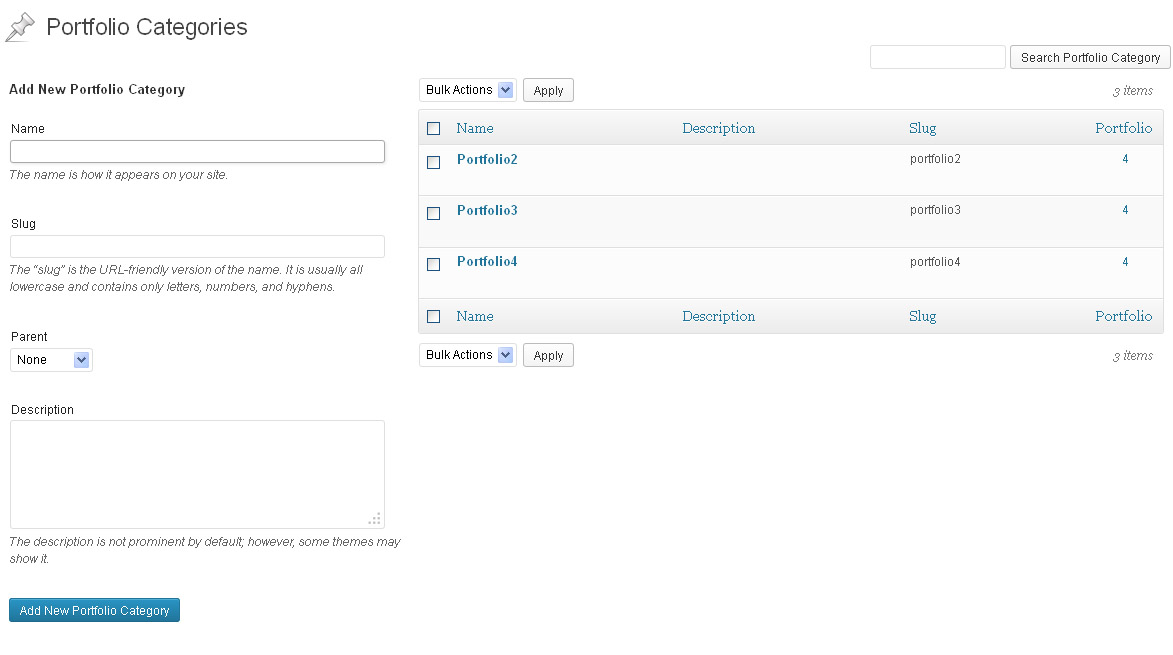 Portfolio Categories
Search Portfolio Category
Add New Portfolio Category
Name
The name is how it appears on your site.
Slug
The “slug” is the URL-friendly version of the name. It is usually all
lowercase and contains only letters, numbers, and hyphens.
Parent
None
Description
The description is not prominent by default; however, some themes may
show it.
Add New Portfolio Category
Bulk Actions Apply 3 items
Name Description Slug Portfolio
Portfolio2 portfolio2 4
Portfolio3 portfolio3 4
Portfolio4 portfolio4 4
Name Description Slug Portfolio
Bulk Actions Apply 3 items